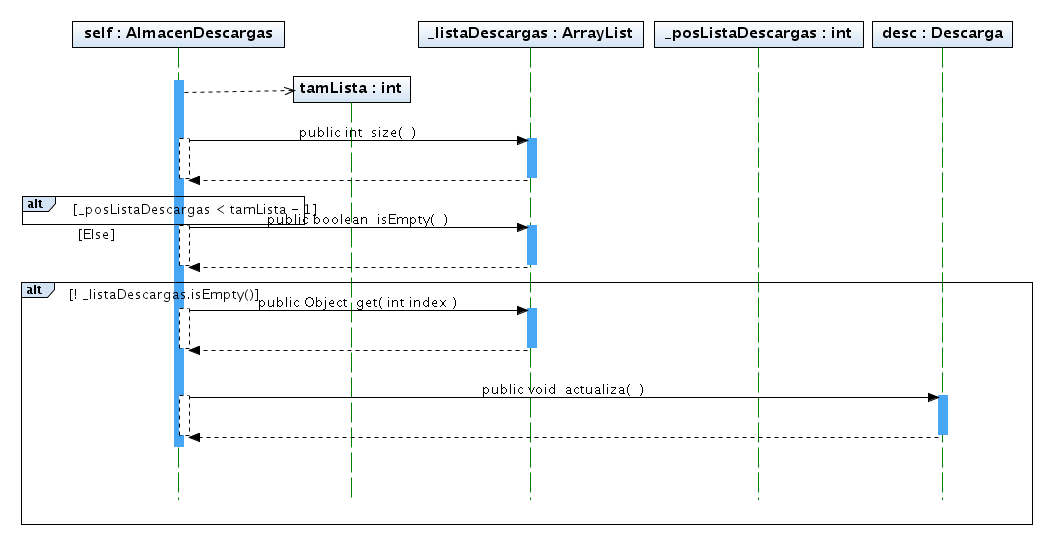 self : AlmacenDescargas
_listaDescargas : ArrayList
_posListaDescargas : int
desc : Descarga
tamLista : int
public int size( )
alt
[_posListaDescargas < tamLista - 1]
public boolean isEmpty( )
[Else]
alt
[! _listaDescargas.isEmpty()]
public Object get( int index )
public void actualiza( )